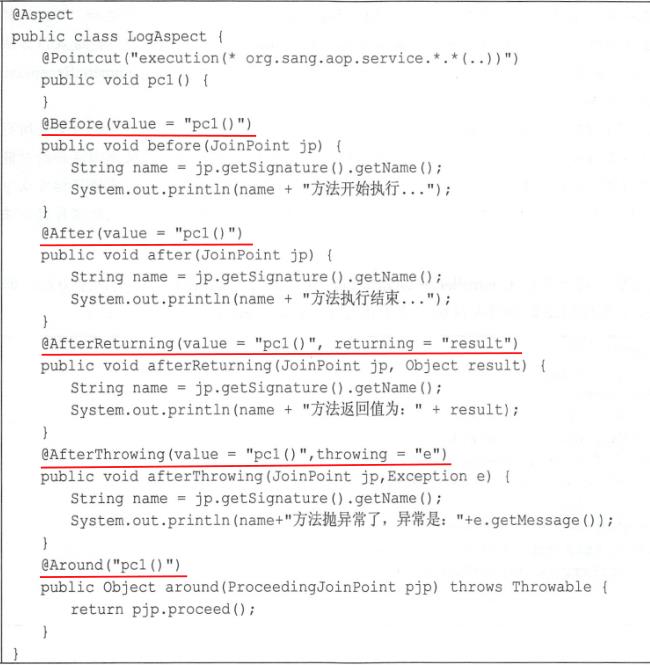 @Aspect
public class LogAspect {
@Pointcut("execution(* org.sang.aop.service.*.*(..))")
public void pc1() {
}
@Before(value = "pc1()")
public void before(JoinPoint jp) {
String name = jp.getSignature().getName();
System.out.println(name + "方法开始执行...");
}
@After(value = "pc1()")
public void after(JoinPoint jp) {
String name = jp.getSignature().getName();
System.out.println(name + "方法执行结束...");
}
@AfterReturning(value = "pc1()", returning = "result")
public void afterReturning(JoinPoint jp, Object result) {
String name = jp.getSignature().getName();
System.out.println(name + "方法返回值为：" + result);
}
@AfterThrowing(value = "pc1()",throwing = "e")
public void afterThrowing(JoinPoint jp,Exception e) {
String name = jp.getSignature().getName();
System.out.println(name+"方法抛异常了，异常是："+e.getMessage());
}
@Around("pc1()")
public Object around(ProceedingJoinPoint pjp) throws Throwable {
return pjp.proceed();
}
}